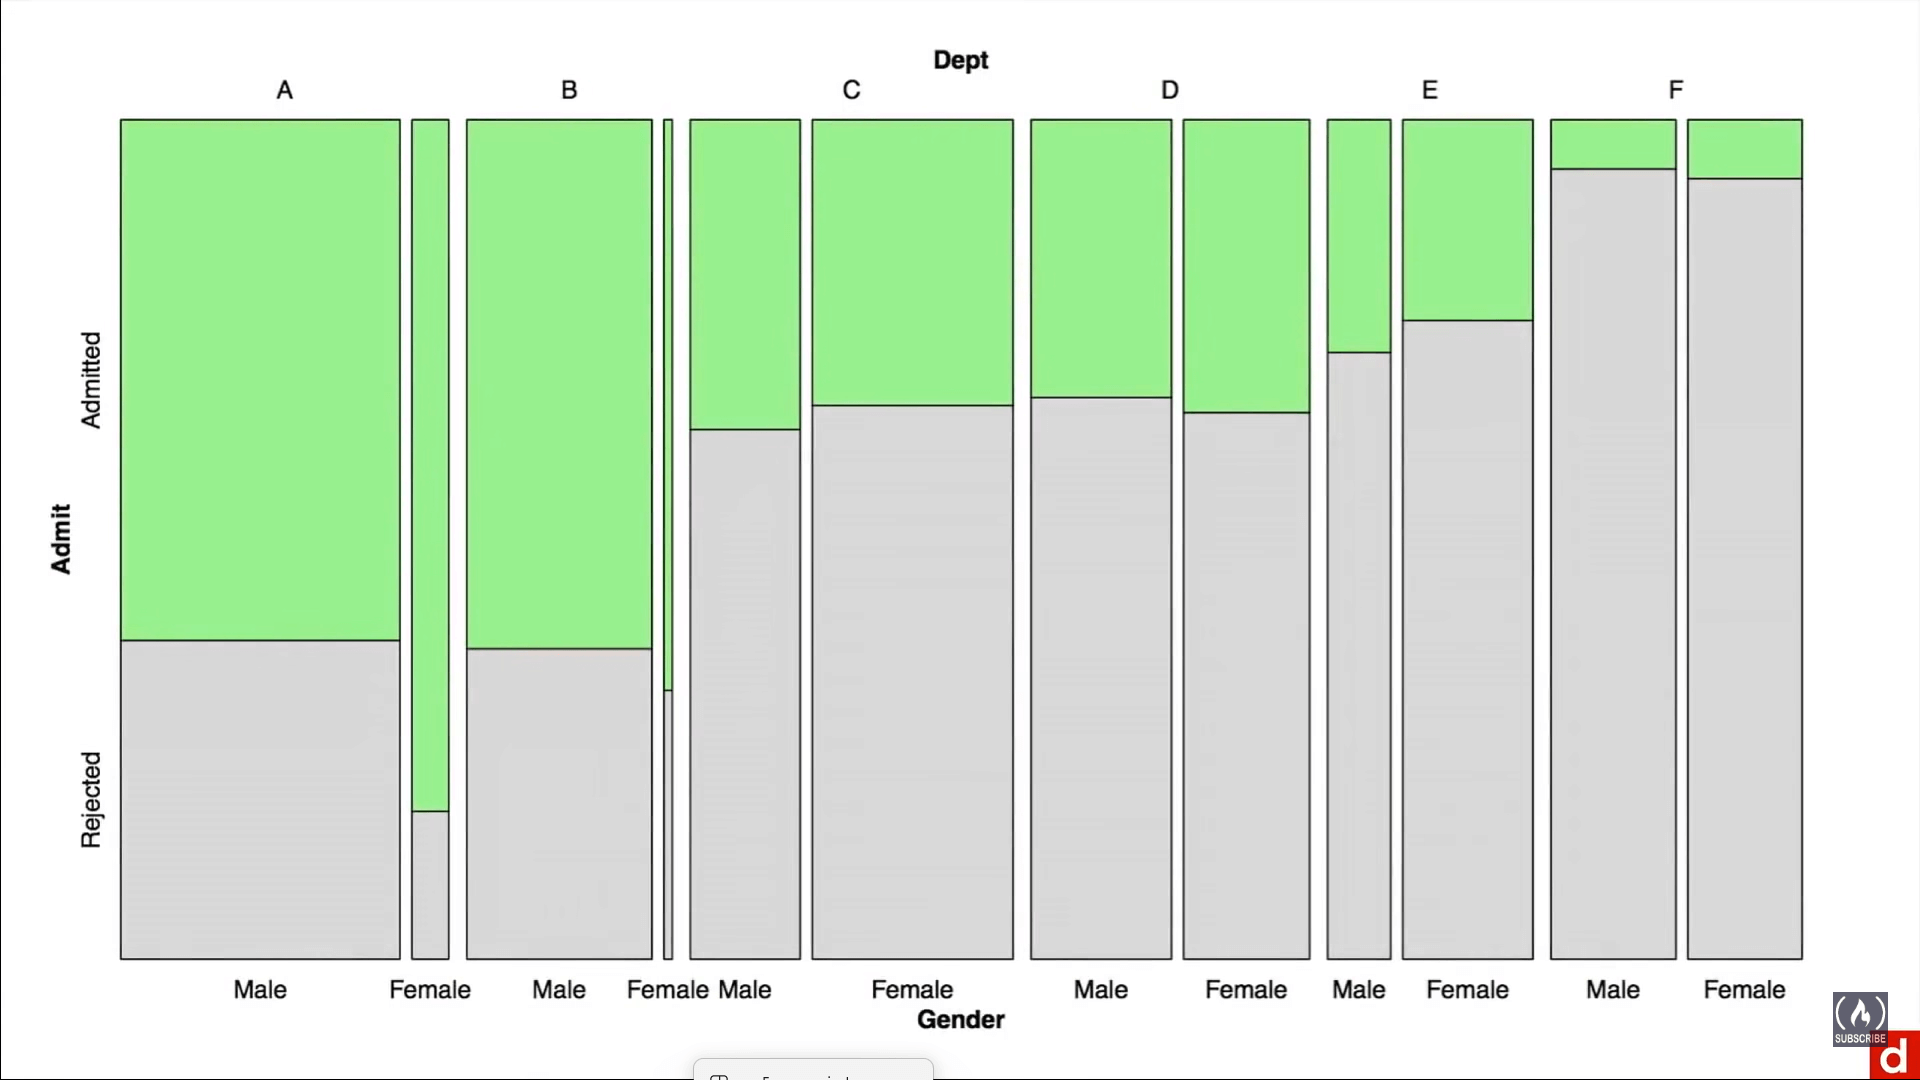 Dept
A B C D E F
Admitted
Admit
Rejected
Male Female Male Female Male Female Male Female Male Female Male Female
Gender
SUBSCRIBE
d